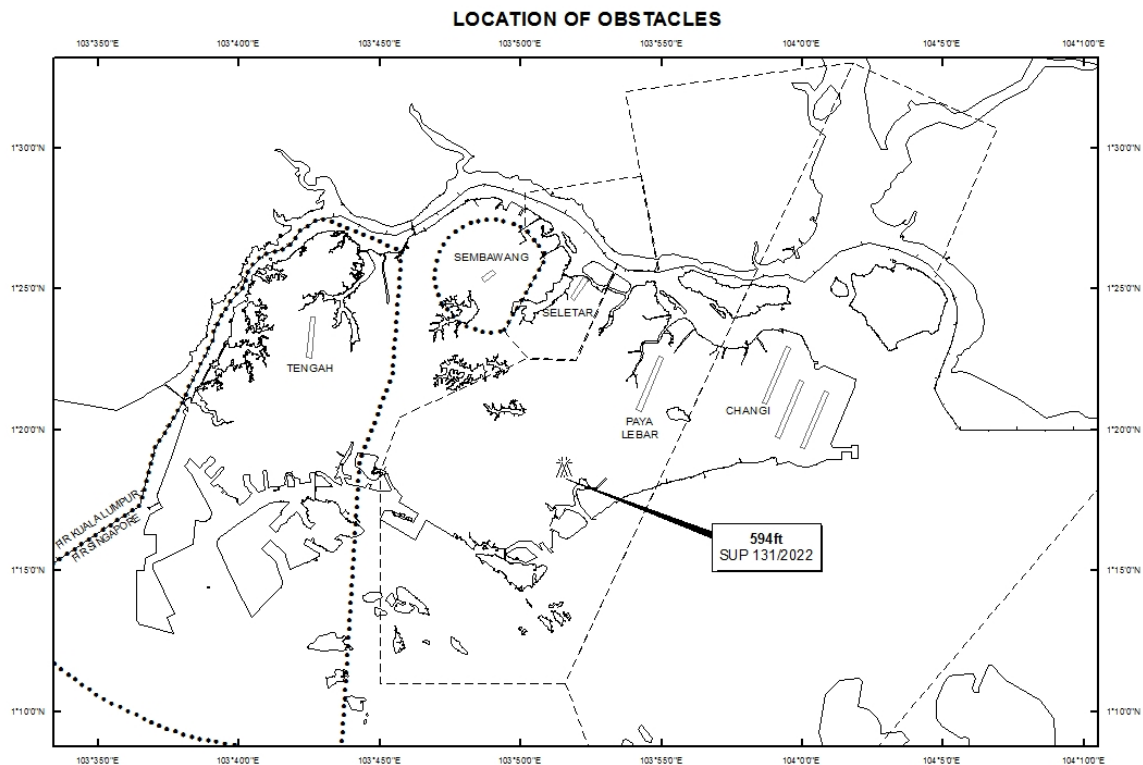 LOCATION OF OBSTACLES
103°35'0"E 103°40'0"E 103°45'0"E 103°50'0"E 103°55'0"E 104°0'0"E 104°5'0"E 104°10'0"E
1°30'0"N 1°30'0"N
SEMBAWANG
1°25'0"N 1°25'0"N
SELETAR
TENGAH
CHANGI
PAYA
LEBAR
1°20'0"N 1°20'0"N
FIR KUALA LUMPUR
FIR SINGAPORE
594ft
SUP 131/2022
1°15'0"N 1°15'0"N
1°10'0"N 1°10'0"N
103°35'0"E 103°40'0"E 103°45'0"E 103°50'0"E 103°55'0"E 104°0'0"E 104°5'0"E 104°10'0"E